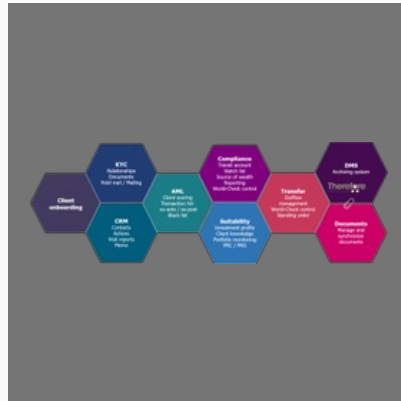 Client
onboarding
KYC
Relationships
Documents
Hold mail / Mailing
CRM
Contacts
Actions
Visit reports
Memo
AML
Client scoring
Transaction list
ex-ante / ex-post
Black list
Compliance
Transit account
Watch list
Source of wealth
Reporting
World-Check control
Suitability
Investment profile
Client knowledge
Portfolio monitoring
Transfer
Outflow
management
World-Check control
Standing order
DMS
Archiving system
Therefore
Documents
Manage and
synchronize
documents